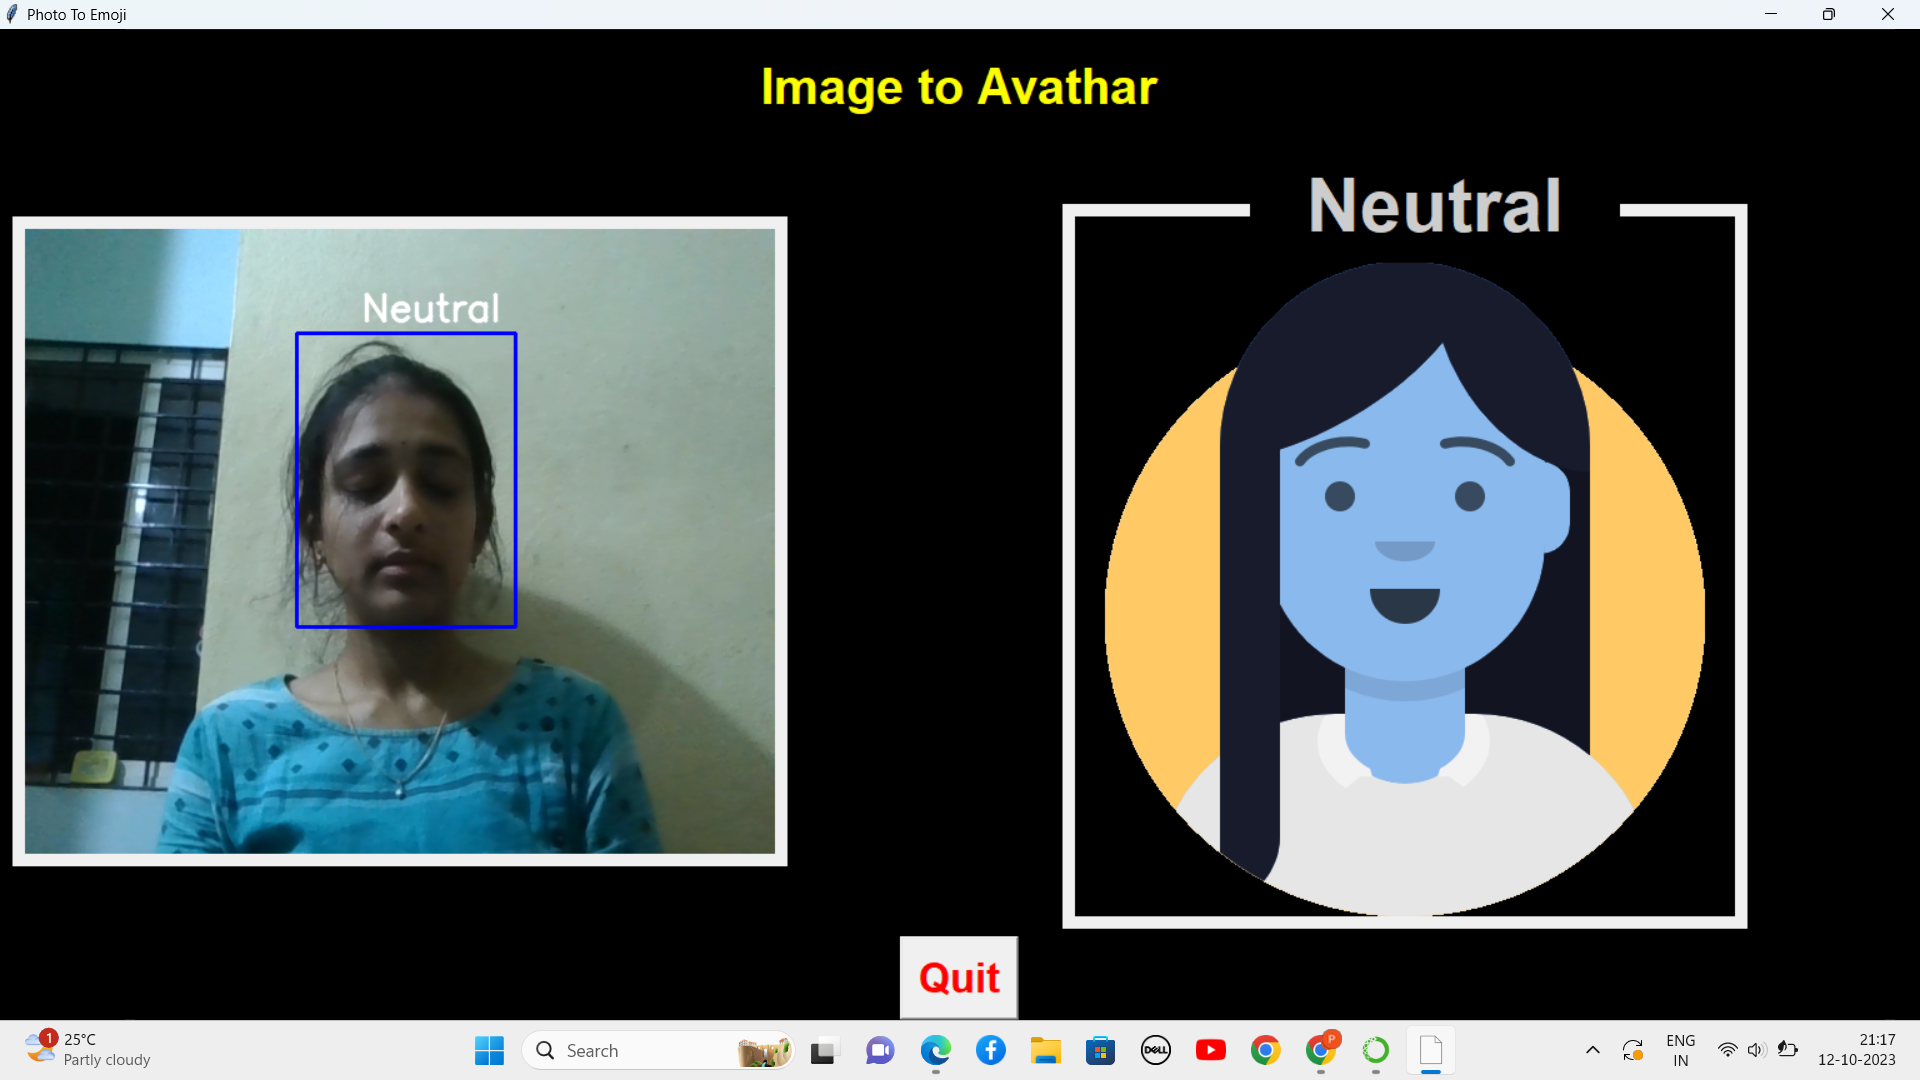 Photo To Emoji
Image to Avathar
Neutral
Neutral
Quit
1
25°C
Partly cloudy
Search
DELL
P
ENG
IN
21:17
12-10-2023